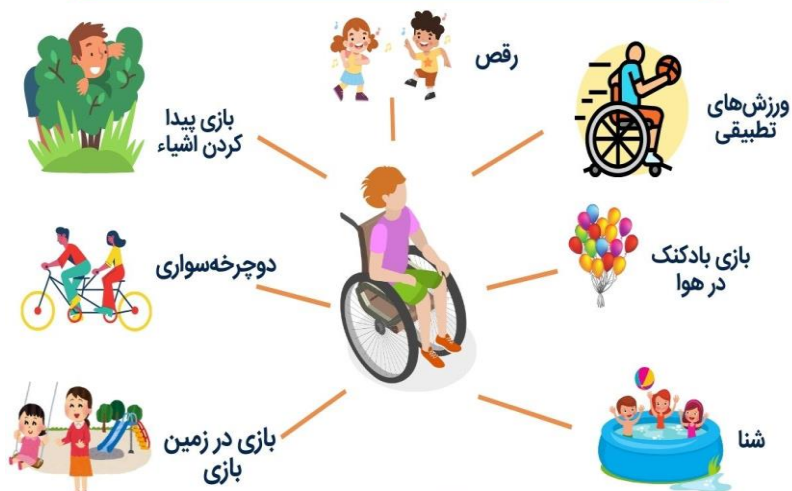 رقص
ورزش‌های
تطبیقی
بازی پیدا
کردن اشیاء
بازی بادکنک
در هوا
دوچرخه‌سواری
شنا
بازی در زمین
بازی